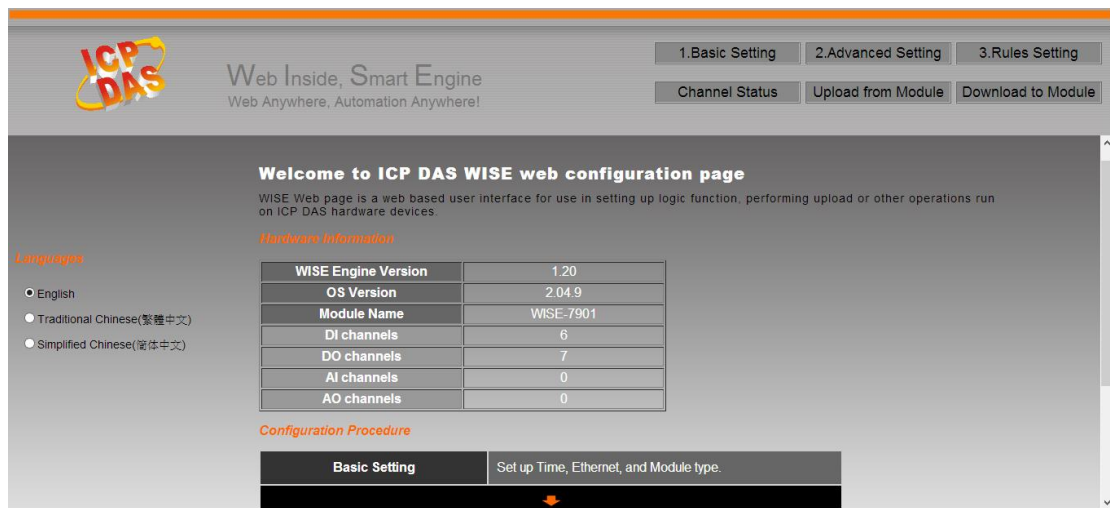 ICP
DAS
Web Inside, Smart Engine
Web Anywhere, Automation Anywhere!
1.Basic Setting
2.Advanced Setting
3.Rules Setting
Channel Status
Upload from Module
Download to Module
Languages
English
Traditional Chinese(繁體中文)
Simplified Chinese(简体中文)
Welcome to ICP DAS WISE web configuration page
WISE Web page is a web based user interface for use in setting up logic function, performing upload or other operations run
on ICP DAS hardware devices.
Hardware Information
WISE Engine Version 1.20
OS Version 2.04.9
Module Name WISE-7901
DI channels 6
DO channels 7
AI channels 0
AO channels 0
Configuration Procedure
Basic Setting Set up Time, Ethernet, and Module type.